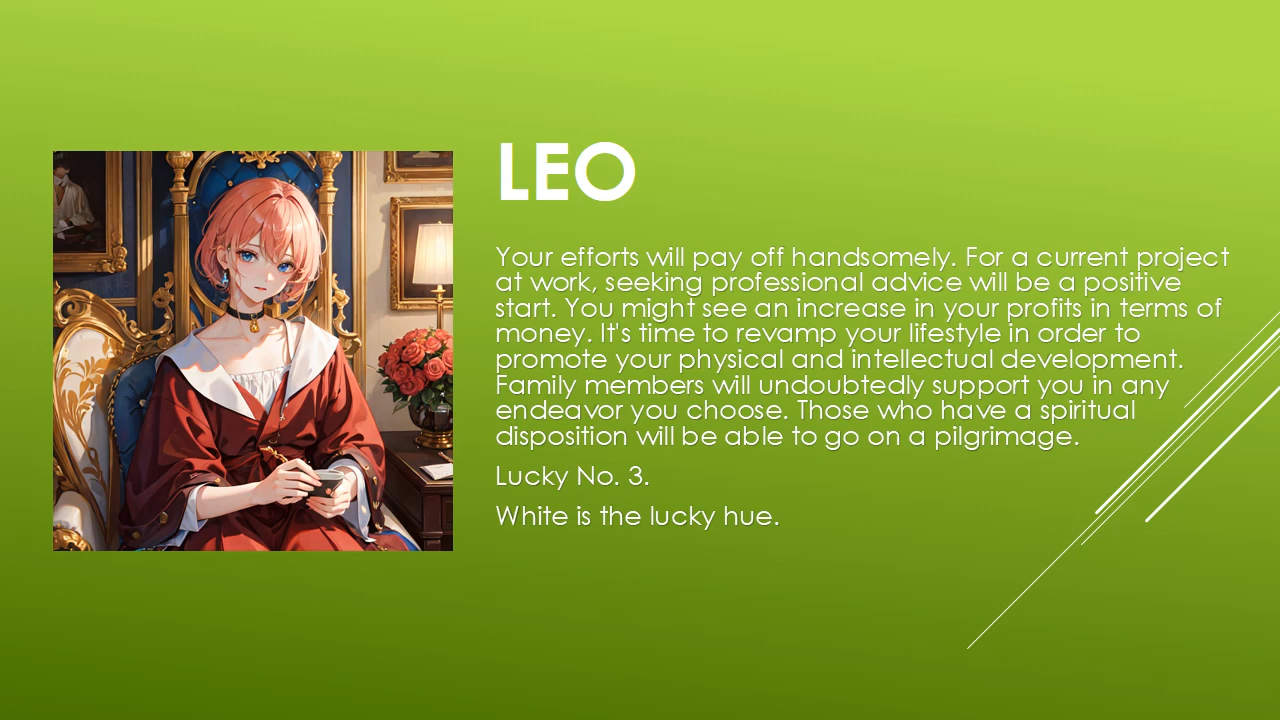 LEO
Your efforts will pay off handsomely. For a current project
at work, seeking professional advice will be a positive
start. You might see an increase in your profits in terms of
money. It's time to revamp your lifestyle in order to
promote your physical and intellectual development.
Family members will undoubtedly support you in any
endeavor you choose. Those who have a spiritual
disposition will be able to go on a pilgrimage.
Lucky No. 3.
White is the lucky hue.